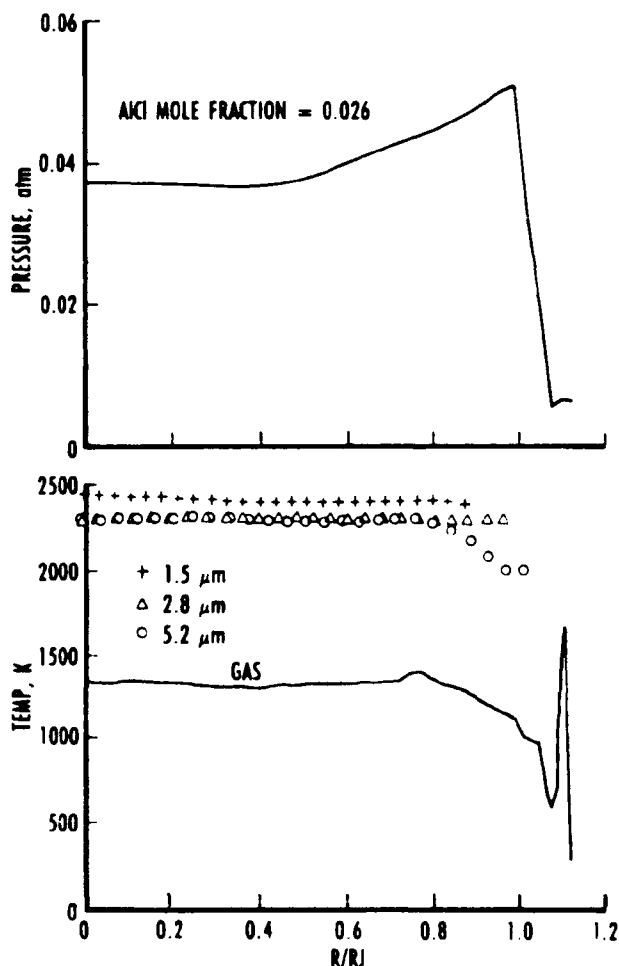 0.06
AlCl MOLE FRACTION = 0.026
0.04
PRESSURE, atm
0.02
0
2500
2000
+ 1.5 μm
△ 2.8 μm
○ 5.2 μm
1500
GAS
TEMP, K
1000
500
0
0 0.2 0.4 0.6 0.8 1.0 1.2
R/RJ